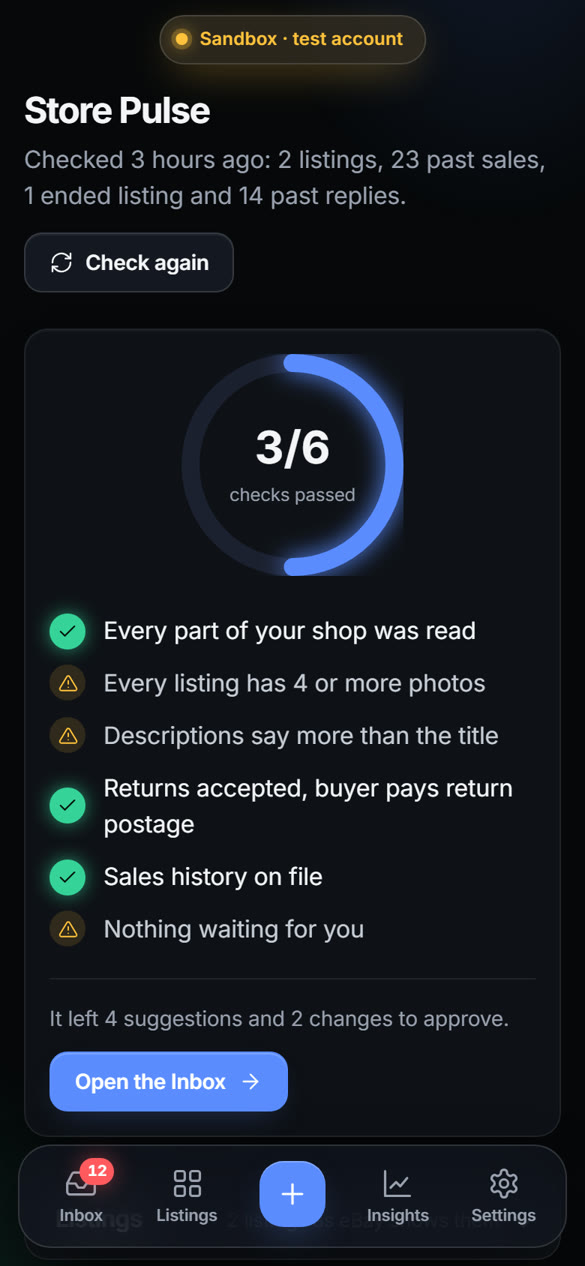 Sandbox · test account
Store Pulse
Checked 3 hours ago: 2 listings, 23 past sales,
1 ended listing and 14 past replies.
Check again
3/6
checks passed
Every part of your shop was read
Every listing has 4 or more photos
Descriptions say more than the title
Returns accepted, buyer pays return
postage
Sales history on file
Nothing waiting for you
It left 4 suggestions and 2 changes to approve.
Open the Inbox
12
Inbox
Listings
Insights
Settings